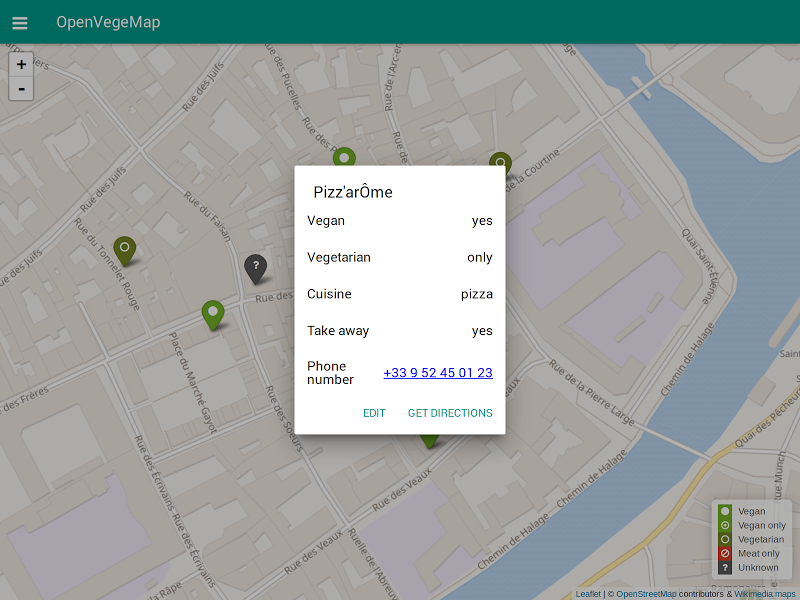 OpenVegeMap
+
-
Rue des Juifs
Rue des Pucelles
Rue de l'Arc-en
Rue de la Courtine
Rue des Juifs
Rue du Faisan
Rue du Tonnelet Rouge
Rue des Juifs
?
Rue des
Quai Saint-Étienne
Pizz'arÔme
Vegan yes
Vegetarian only
Cuisine pizza
Take away yes
Phone number +33 9 52 45 01 23
EDIT GET DIRECTIONS
Place du Marché Gayot
Chemin de Halage
Rue de la Pierre Large
des Frères
Rue des Soeurs
Quai des Pêcheurs
Rue des Écrivains
Rue des Écrivains
Rue des Veaux
Rue des Veaux
Chemin de Halage
Chemin de Halage
Ruelle de l'Abreuv
Rue Munch
la Râpe
Vegan
Vegan only
Vegetarian
Meat only
? Unknown
Leaflet | © OpenStreetMap contributors & Wikimedia maps